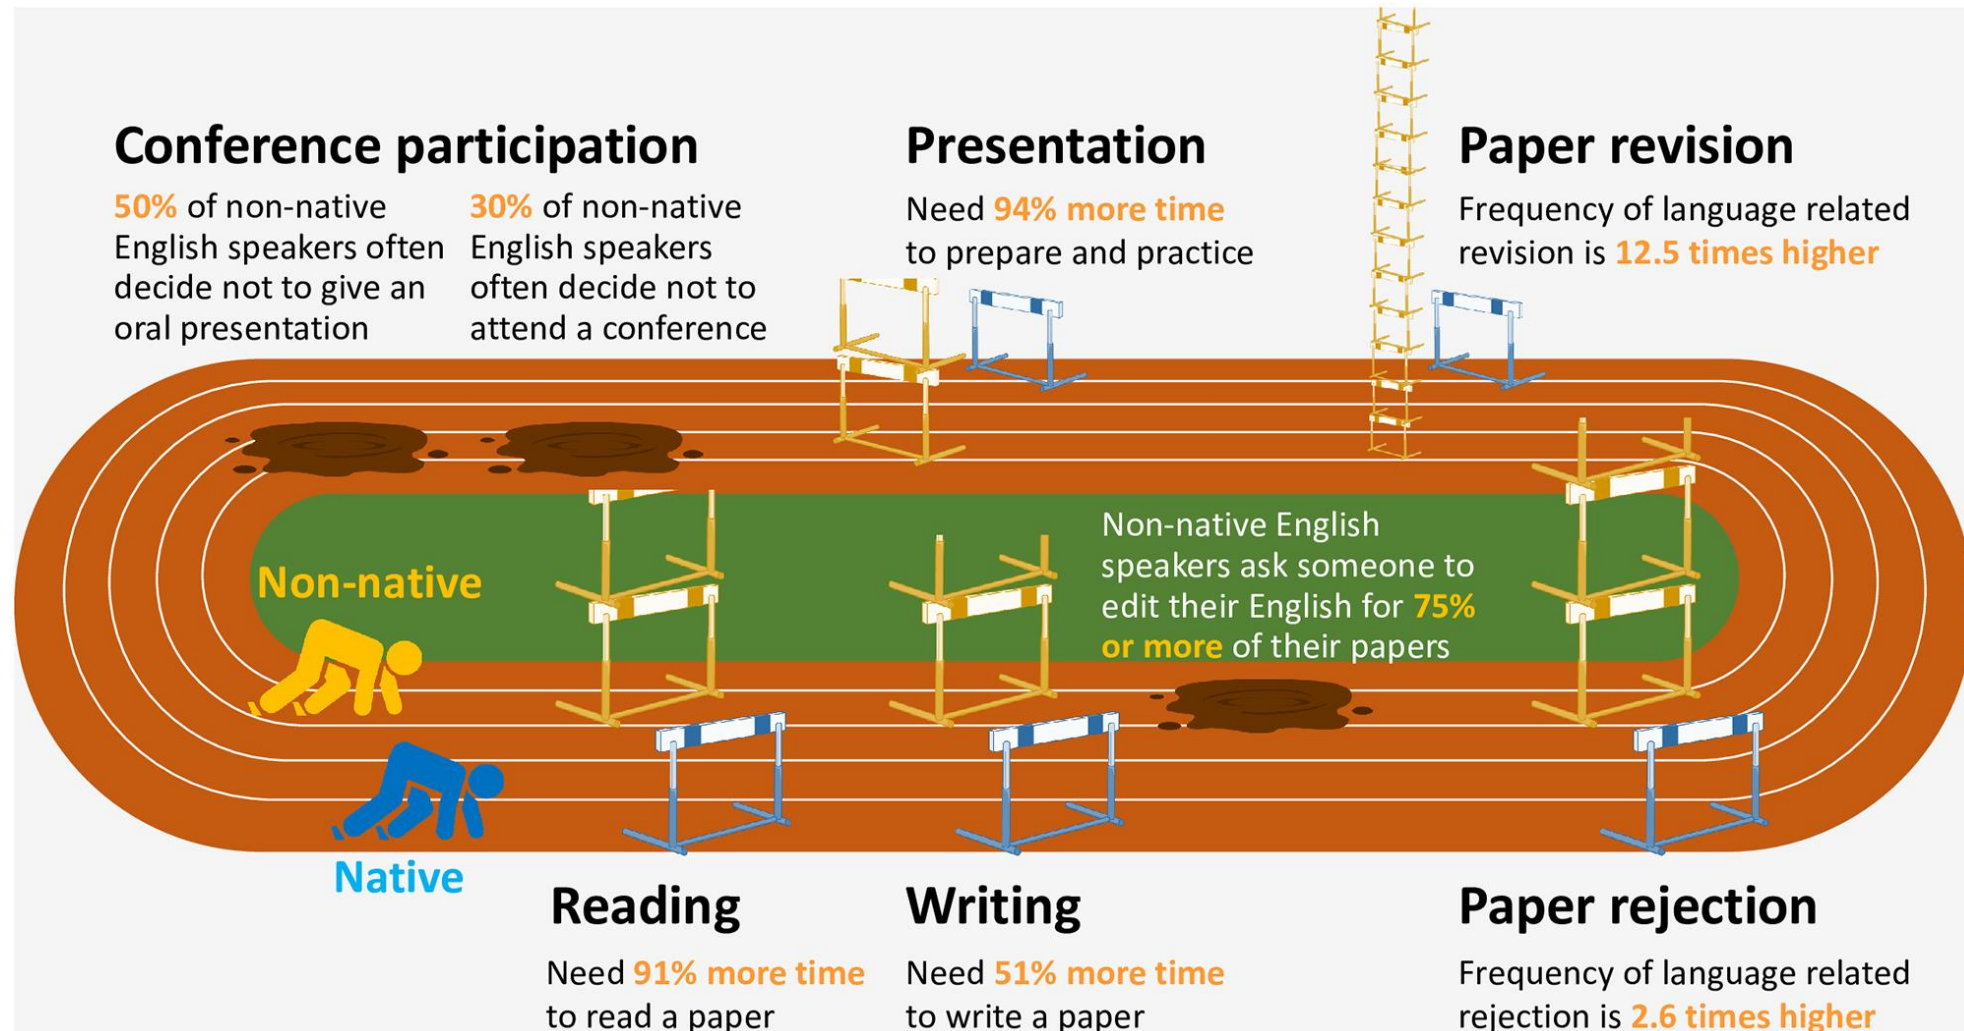 Conference participation
50% of non-native
English speakers often
decide not to give an
oral presentation
30% of non-native
English speakers
often decide not to
attend a conference
Presentation
Need 94% more time
to prepare and practice
Paper revision
Frequency of language related
revision is 12.5 times higher
Non-native
Non-native English
speakers ask someone to
edit their English for 75%
or more of their papers
Native
Reading
Need 91% more time
to read a paper
Writing
Need 51% more time
to write a paper
Paper rejection
Frequency of language related
rejection is 2.6 times higher